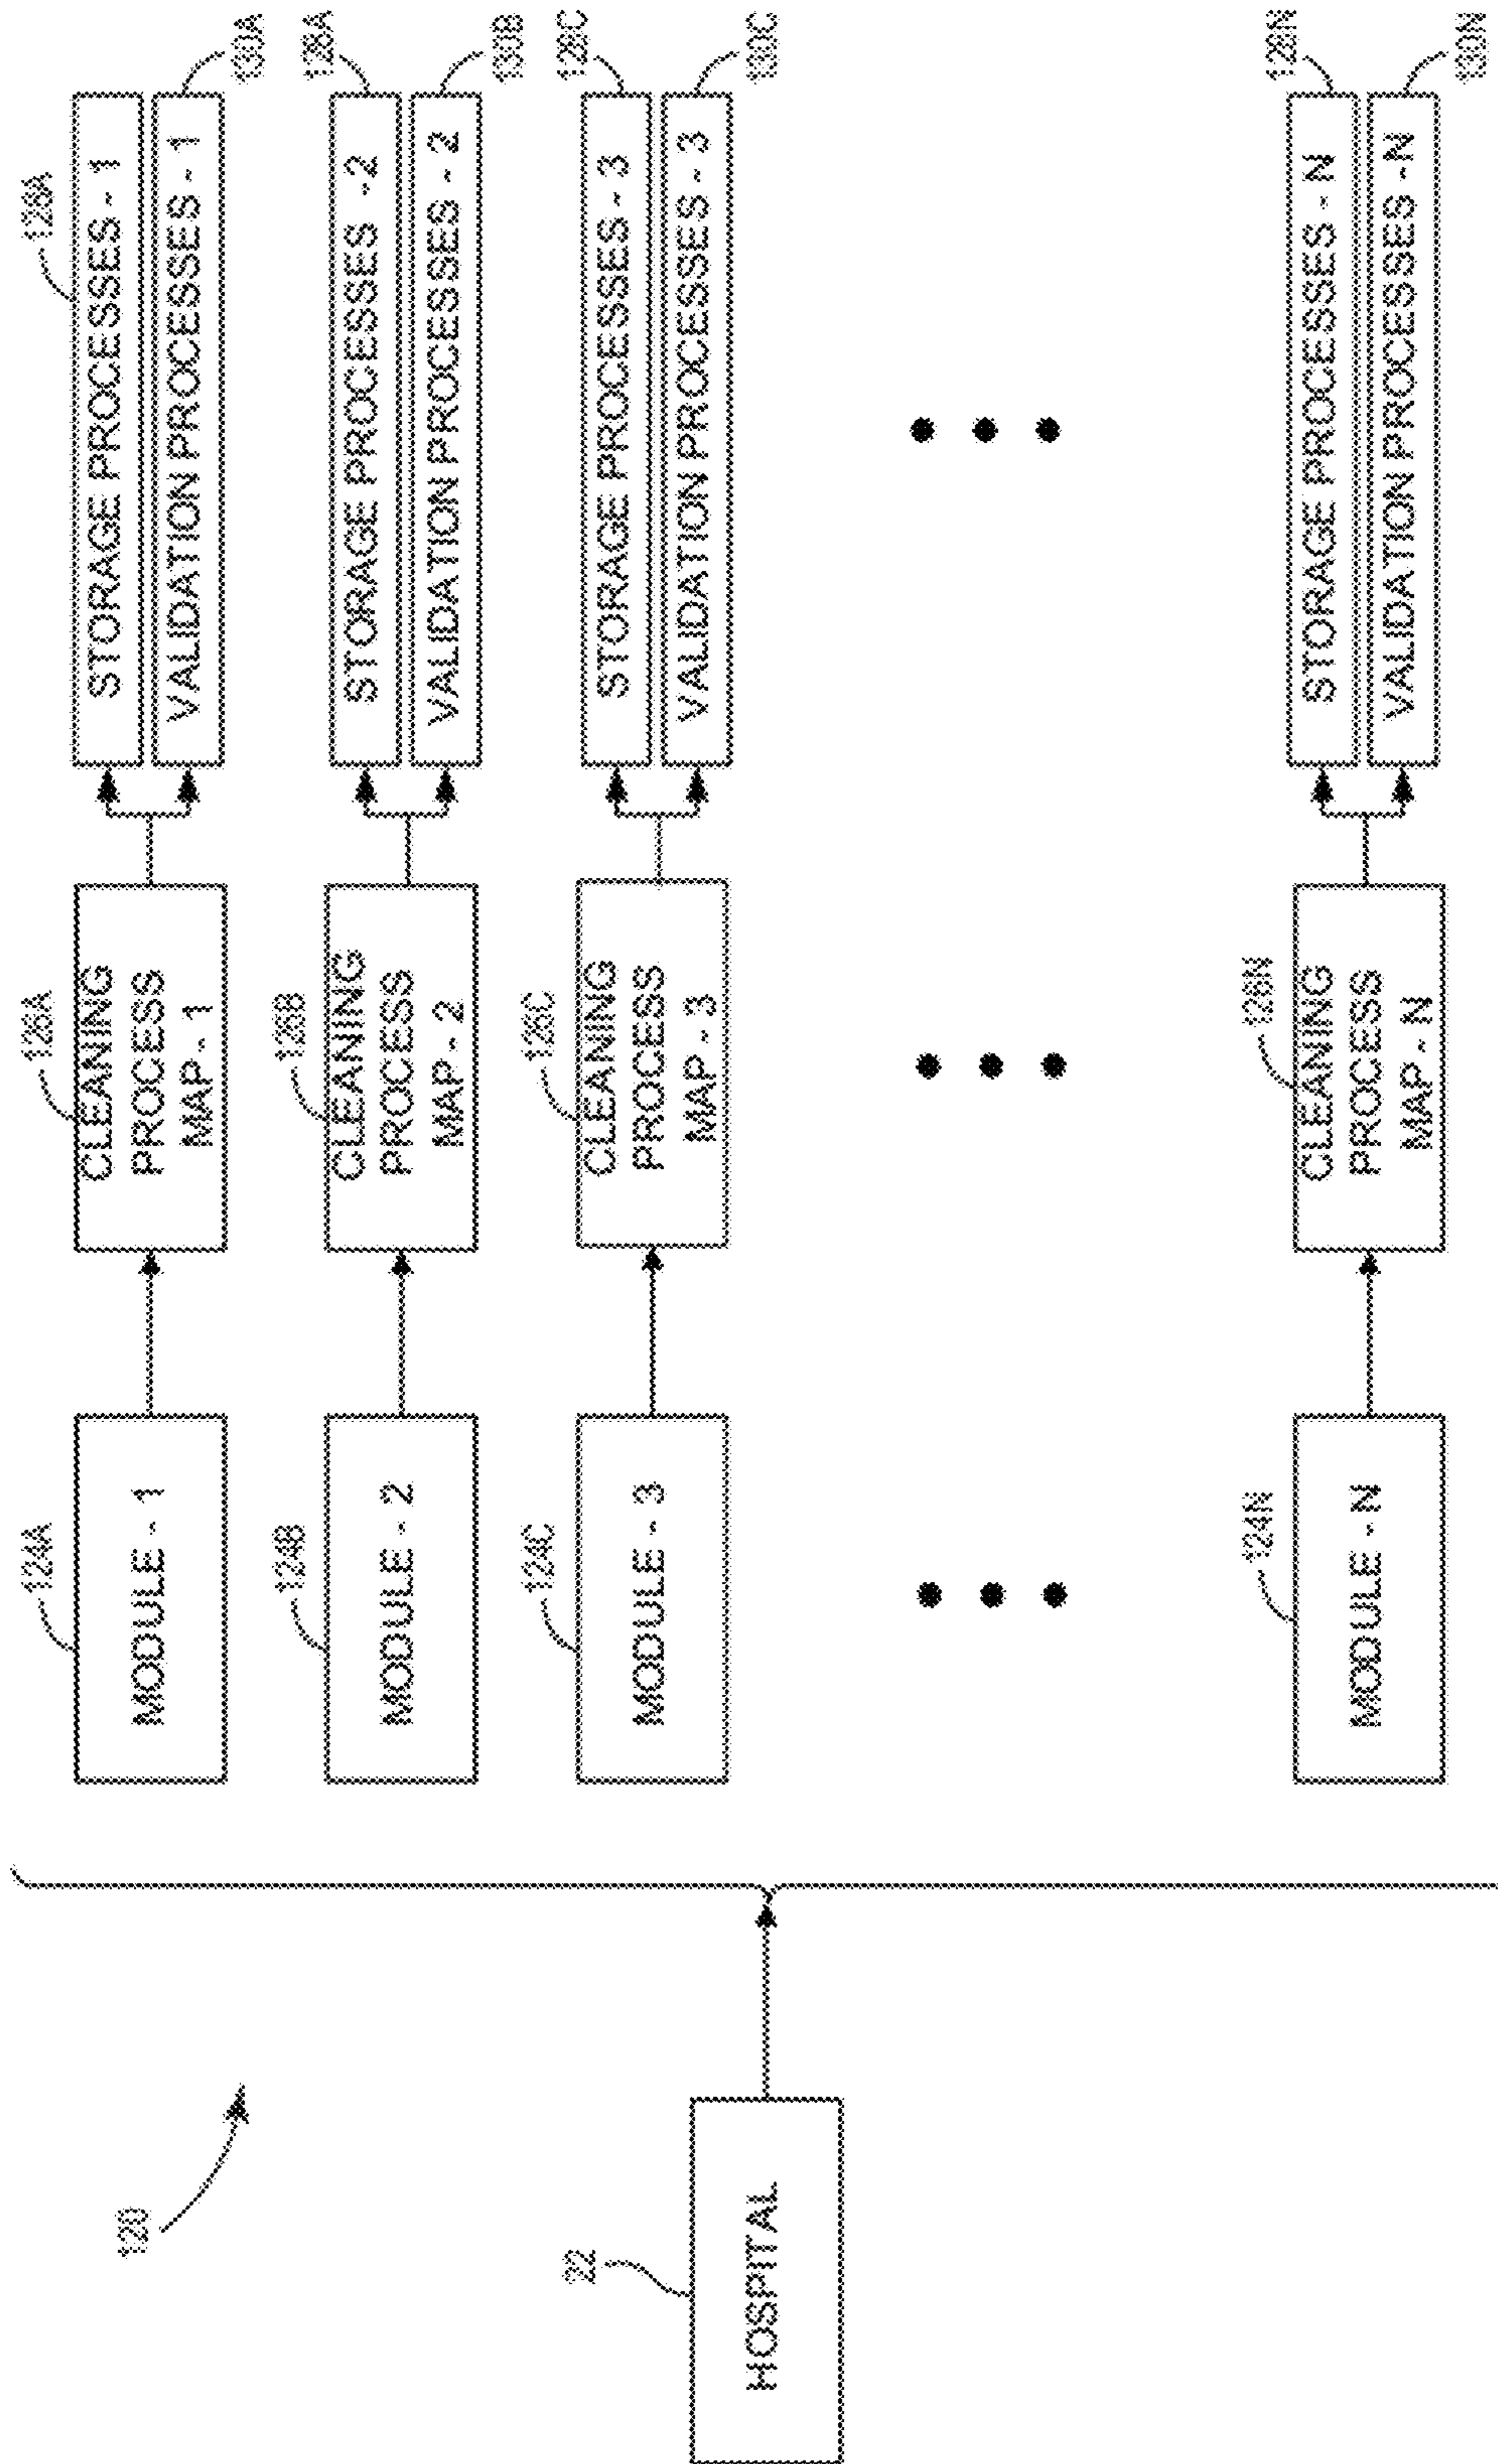 120
22
HOSPITAL
124A
MODULE - 1
126A
CLEANING
PROCESS
MAP - 1
128A
STORAGE PROCESSES - 1
VALIDATION PROCESSES - 1
130A
124B
MODULE - 2
126B
CLEANING
PROCESS
MAP - 2
128A
STORAGE PROCESSES -2
VALIDATION PROCESSES - 2
130B
124C
MODULE - 3
126C
CLEANING
PROCESS
MAP - 3
128C
STORAGE PROCESSES - 3
VALIDATION PROCESSES - 3
130C
124N
MODULE - N
126N
CLEANING
PROCESS
MAP - N
128N
STORAGE PROCESSES - N
VALIDATION PROCESSES -N
130N